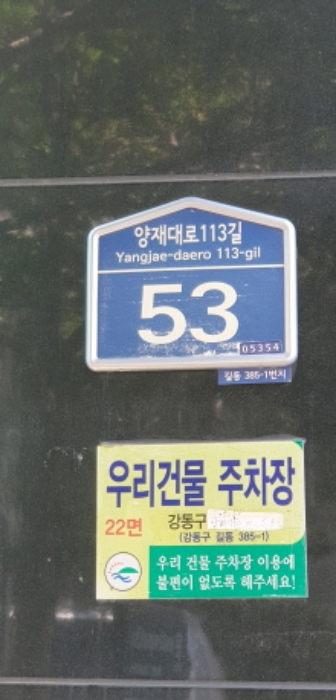 양재대로113길
Yangjae-daero 113-gil
53
05354
길동 385-1번지
우리건물 주차장
22면
강동구
(강동구 길동 385-1)
우리 건물 주차장 이용에
불편이 없도록 해주세요!